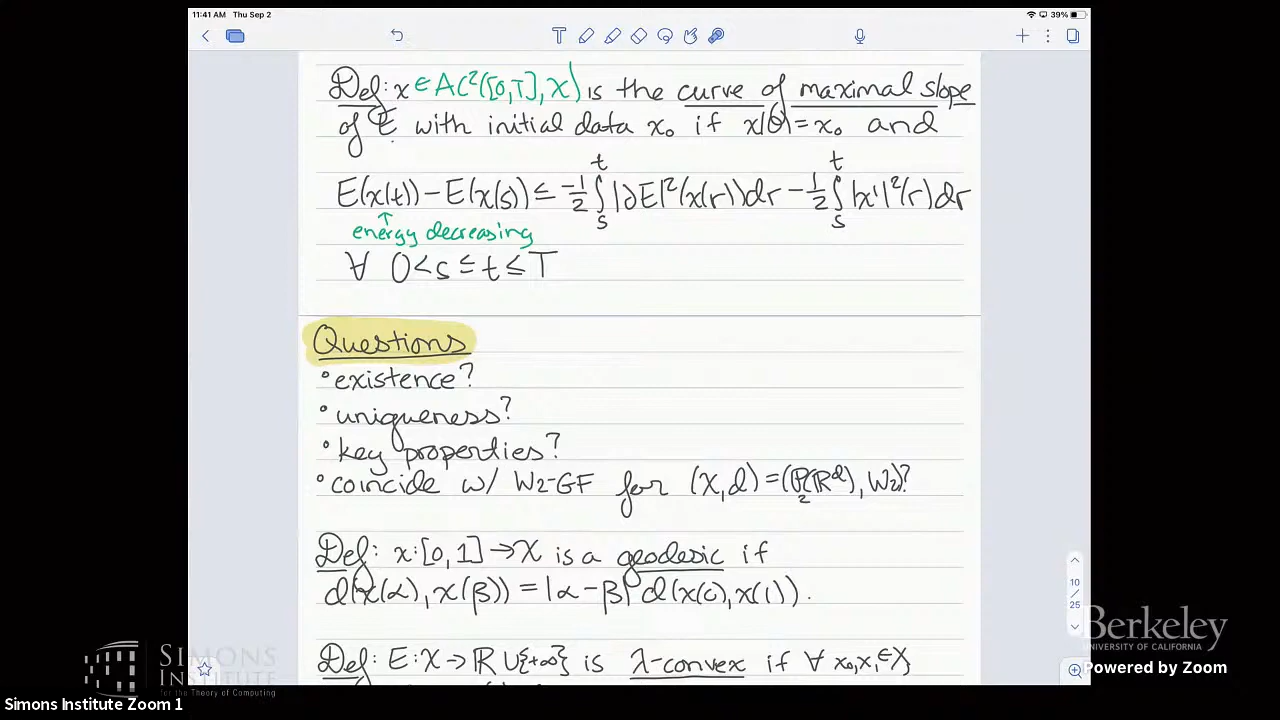 11:41 AM Thu Sep 2
39%
Def: x ∈ AC²([0,T], X) is the curve of maximal slope
of E with initial data x₀ if x(0) = x₀ and
E(x(t)) - E(x(s)) ≤ -1/2 ∫ₛᵗ |∂E|²(x(r))dr - 1/2 ∫ₛᵗ |x'|²(r)dr
↑
energy decreasing
∀ 0 < s ≤ t ≤ T
Questions
• existence?
• uniqueness?
• key properties?
• coincide w/ W₂-GF for (X,d) = (P₂(ℝᵈ), W₂)?
Def: x: [0,1] → X is a geodesic if
d(x(α), x(β)) = |α - β| d(x(0), x(1)).
Def: E: X → ℝ ∪ {+∞} is λ-convex if ∀ x₀, x₁ ∈ X
10
25
SIMONS
INSTITUTE
for the Theory of Computing
Berkeley
UNIVERSITY OF CALIFORNIA
Powered by Zoom
Simons Institute Zoom 1